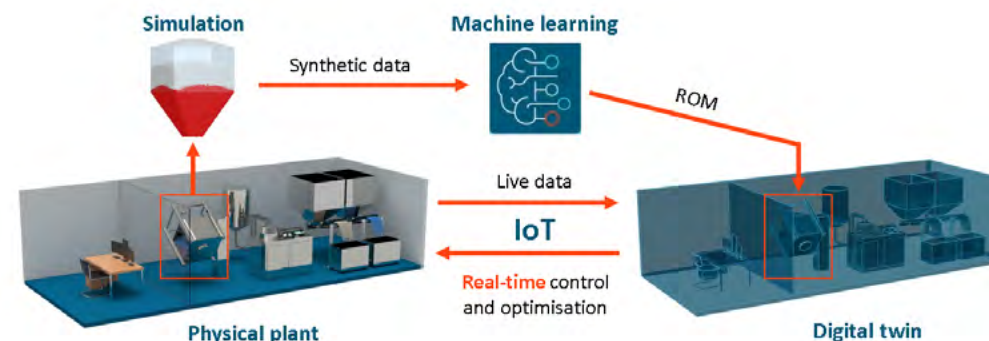 Simulation
Machine learning
Synthetic data
ROM
Live data
IoT
Real-time control
and optimisation
Physical plant
Digital twin